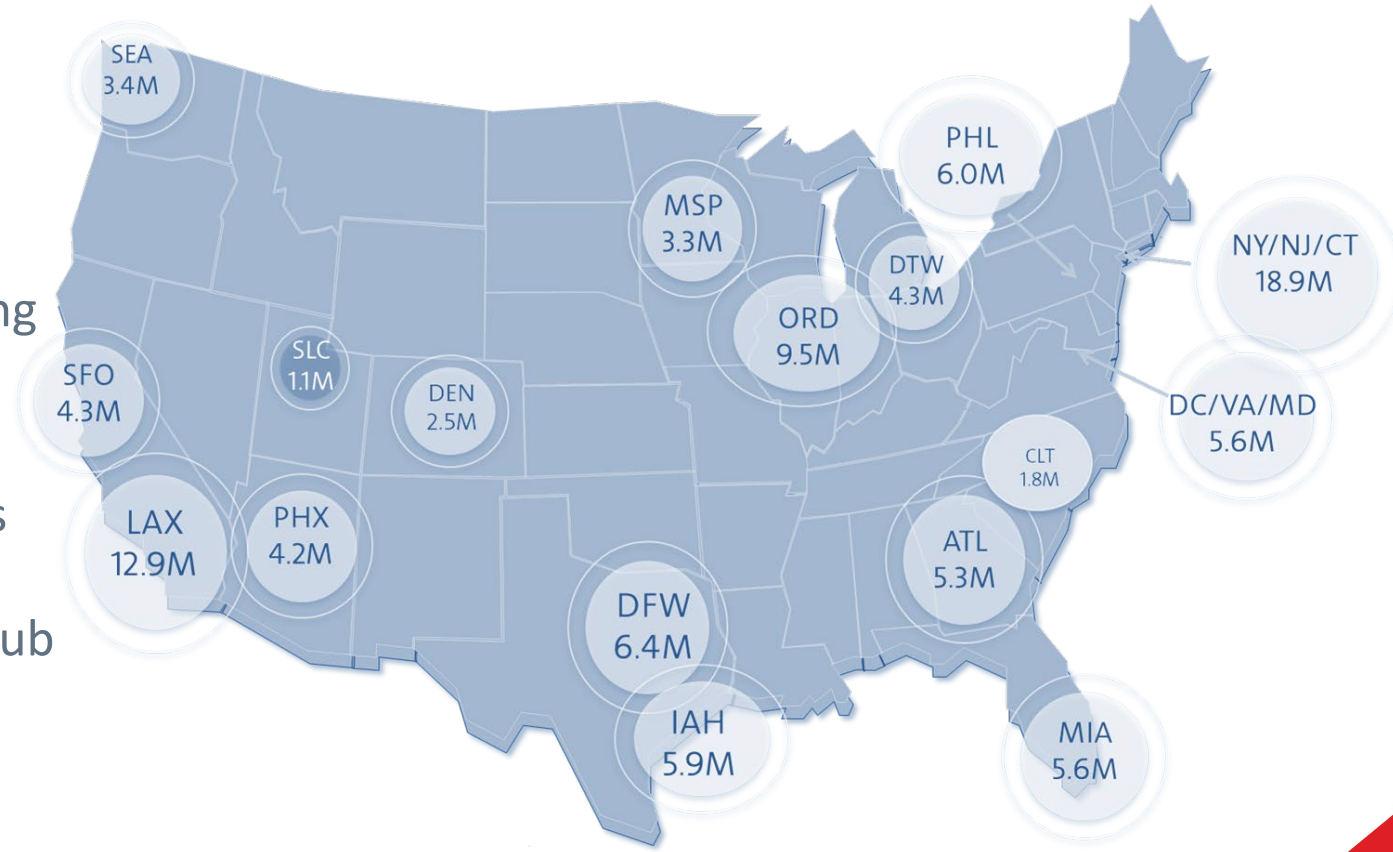 SEA
3.4M
PHL
6.0M
MSP
3.3M
NY/NJ/CT
18.9M
DTW
4.3M
ng
ORD
9.5M
SLC
1.1M
SFO
4.3M
DEN
2.5M
DC/VA/MD
5.6M
CLT
1.8M
s
LAX
12.9M
PHX
4.2M
ATL
5.3M
DFW
6.4M
ub
IAH
5.9M
MIA
5.6M